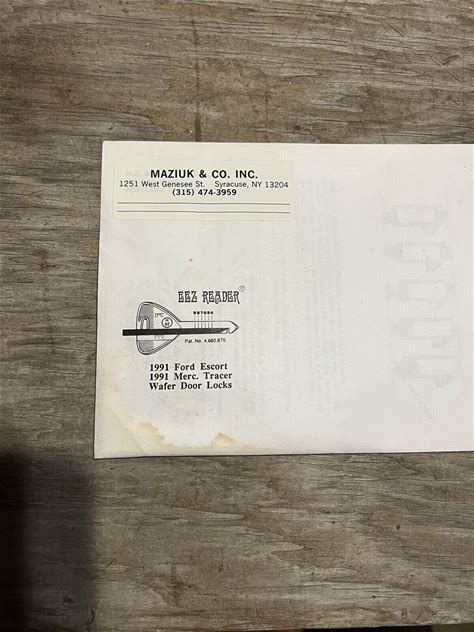 MAZIUK & CO. INC.
1251 West Genesee St. Syracuse, NY 13204
(315) 474-3959
EEZ READER®
987654
Pat. No. 4,680,870
1991 Ford Escort
1991 Merc. Tracer
Wafer Door Locks